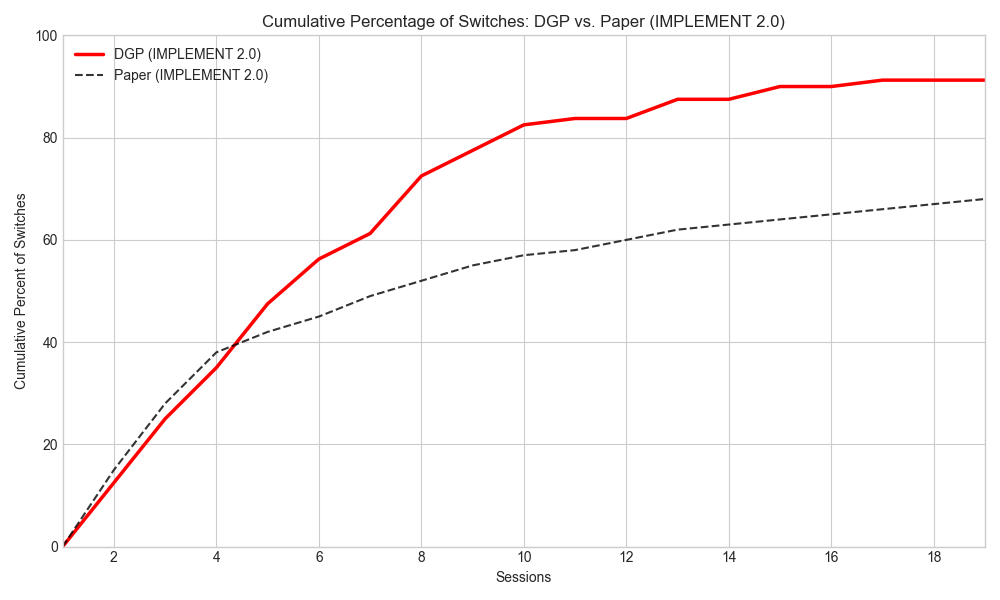 Cumulative Percentage of Switches: DGP vs. Paper (IMPLEMENT 2.0)
DGP (IMPLEMENT 2.0)
Paper (IMPLEMENT 2.0)
Cumulative Percent of Switches
100
80
60
40
20
0
2 4 6 8 10 12 14 16 18
Sessions